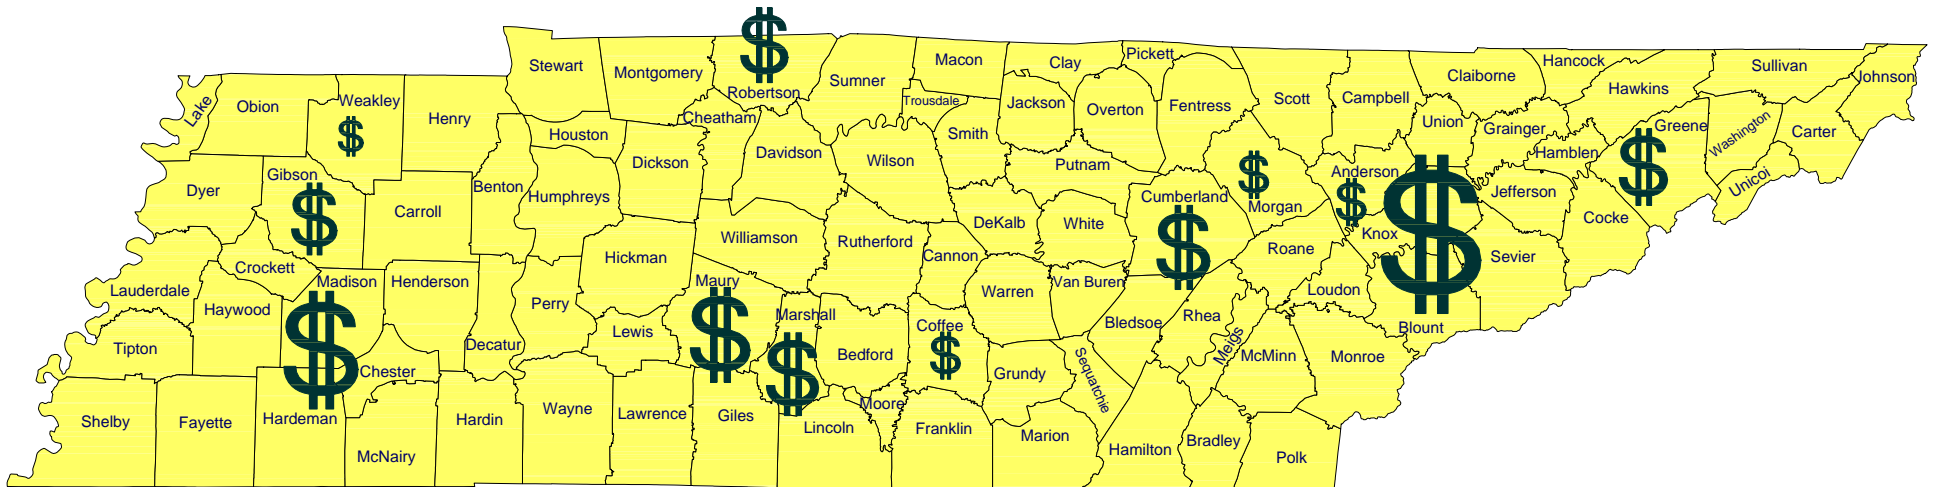 Stewart
Montgomery
$
Robertson
Sumner
Macon
Clay
Pickett
Scott
Campbell
Claiborne
Hancock
Hawkins
Sullivan
Johnson
Lake
Obion
Weakley
$
Henry
Houston
Cheatham
Trousdale
Jackson
Overton
Fentress
Union
Grainger
Hamblen
Greene
$
Washington
Carter
Unicoi
Dyer
Gibson
$
Carroll
Benton
Humphreys
Dickson
Davidson
Wilson
Smith
Putnam
Cumberland
$
Morgan
$
Anderson
$
Knox
$
Jefferson
Cocke
Sevier
Lauderdale
Crockett
Haywood
Madison
$
Henderson
Decatur
Perry
Hickman
Lewis
Williamson
Maury
$
Marshall
$
Rutherford
Cannon
DeKalb
White
Warren
Van Buren
Bledsoe
Rhea
Roane
Loudon
Blount
Tipton
Chester
Bedford
Coffee
$
Grundy
Sequatchie
Meigs
McMinn
Monroe
Shelby
Fayette
Hardeman
McNairy
Hardin
Wayne
Lawrence
Giles
Lincoln
Moore
Franklin
Marion
Hamilton
Bradley
Polk